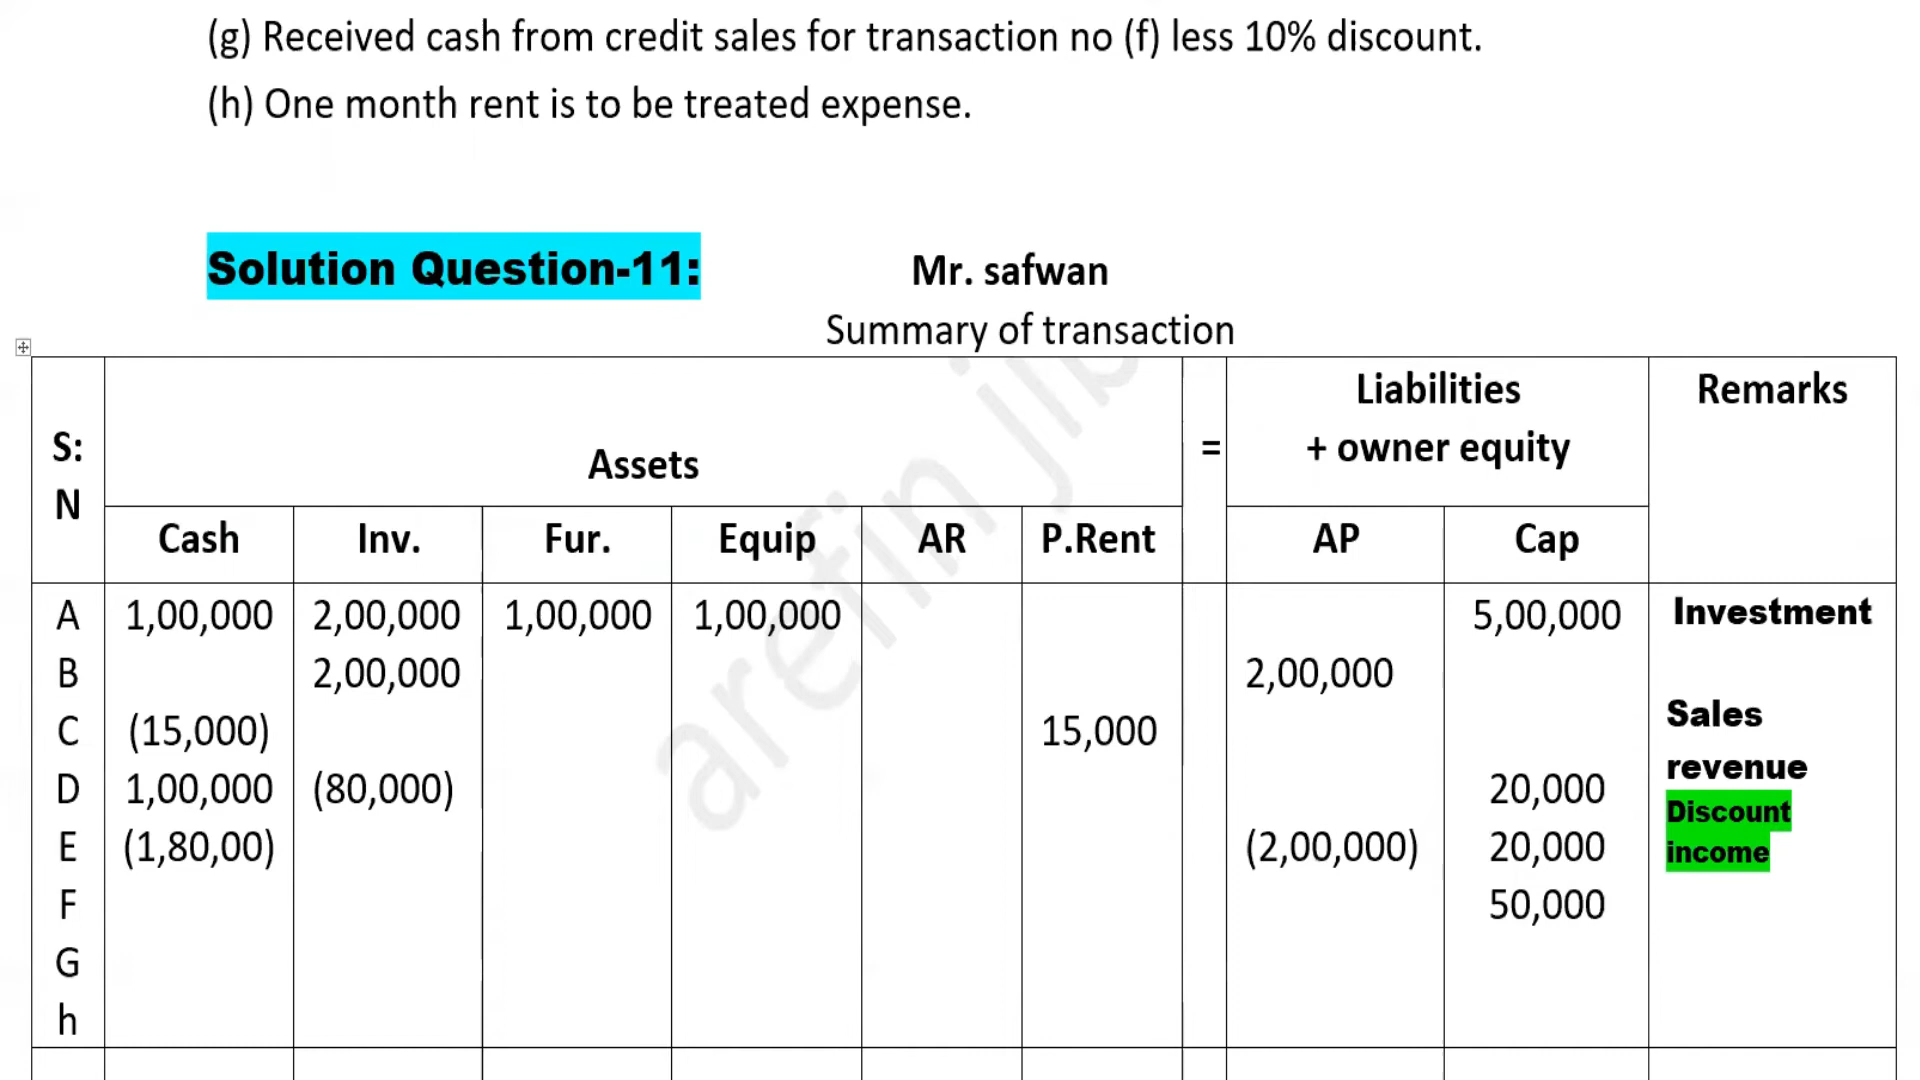 (g) Received cash from credit sales for transaction no (f) less 10% discount.
(h) One month rent is to be treated expense.
Solution Question-11: Mr. safwan
Summary of transaction
S: N Assets = Liabilities + owner equity Remarks
Cash Inv. Fur. Equip AR P.Rent AP Cap
A 1,00,000 2,00,000 1,00,000 1,00,000 5,00,000 Investment
B 2,00,000 2,00,000
C (15,000) 15,000 Sales
D 1,00,000 (80,000) 20,000 revenue
E (1,80,00) (2,00,000) 20,000 Discount income
F 50,000
G
h
arefin